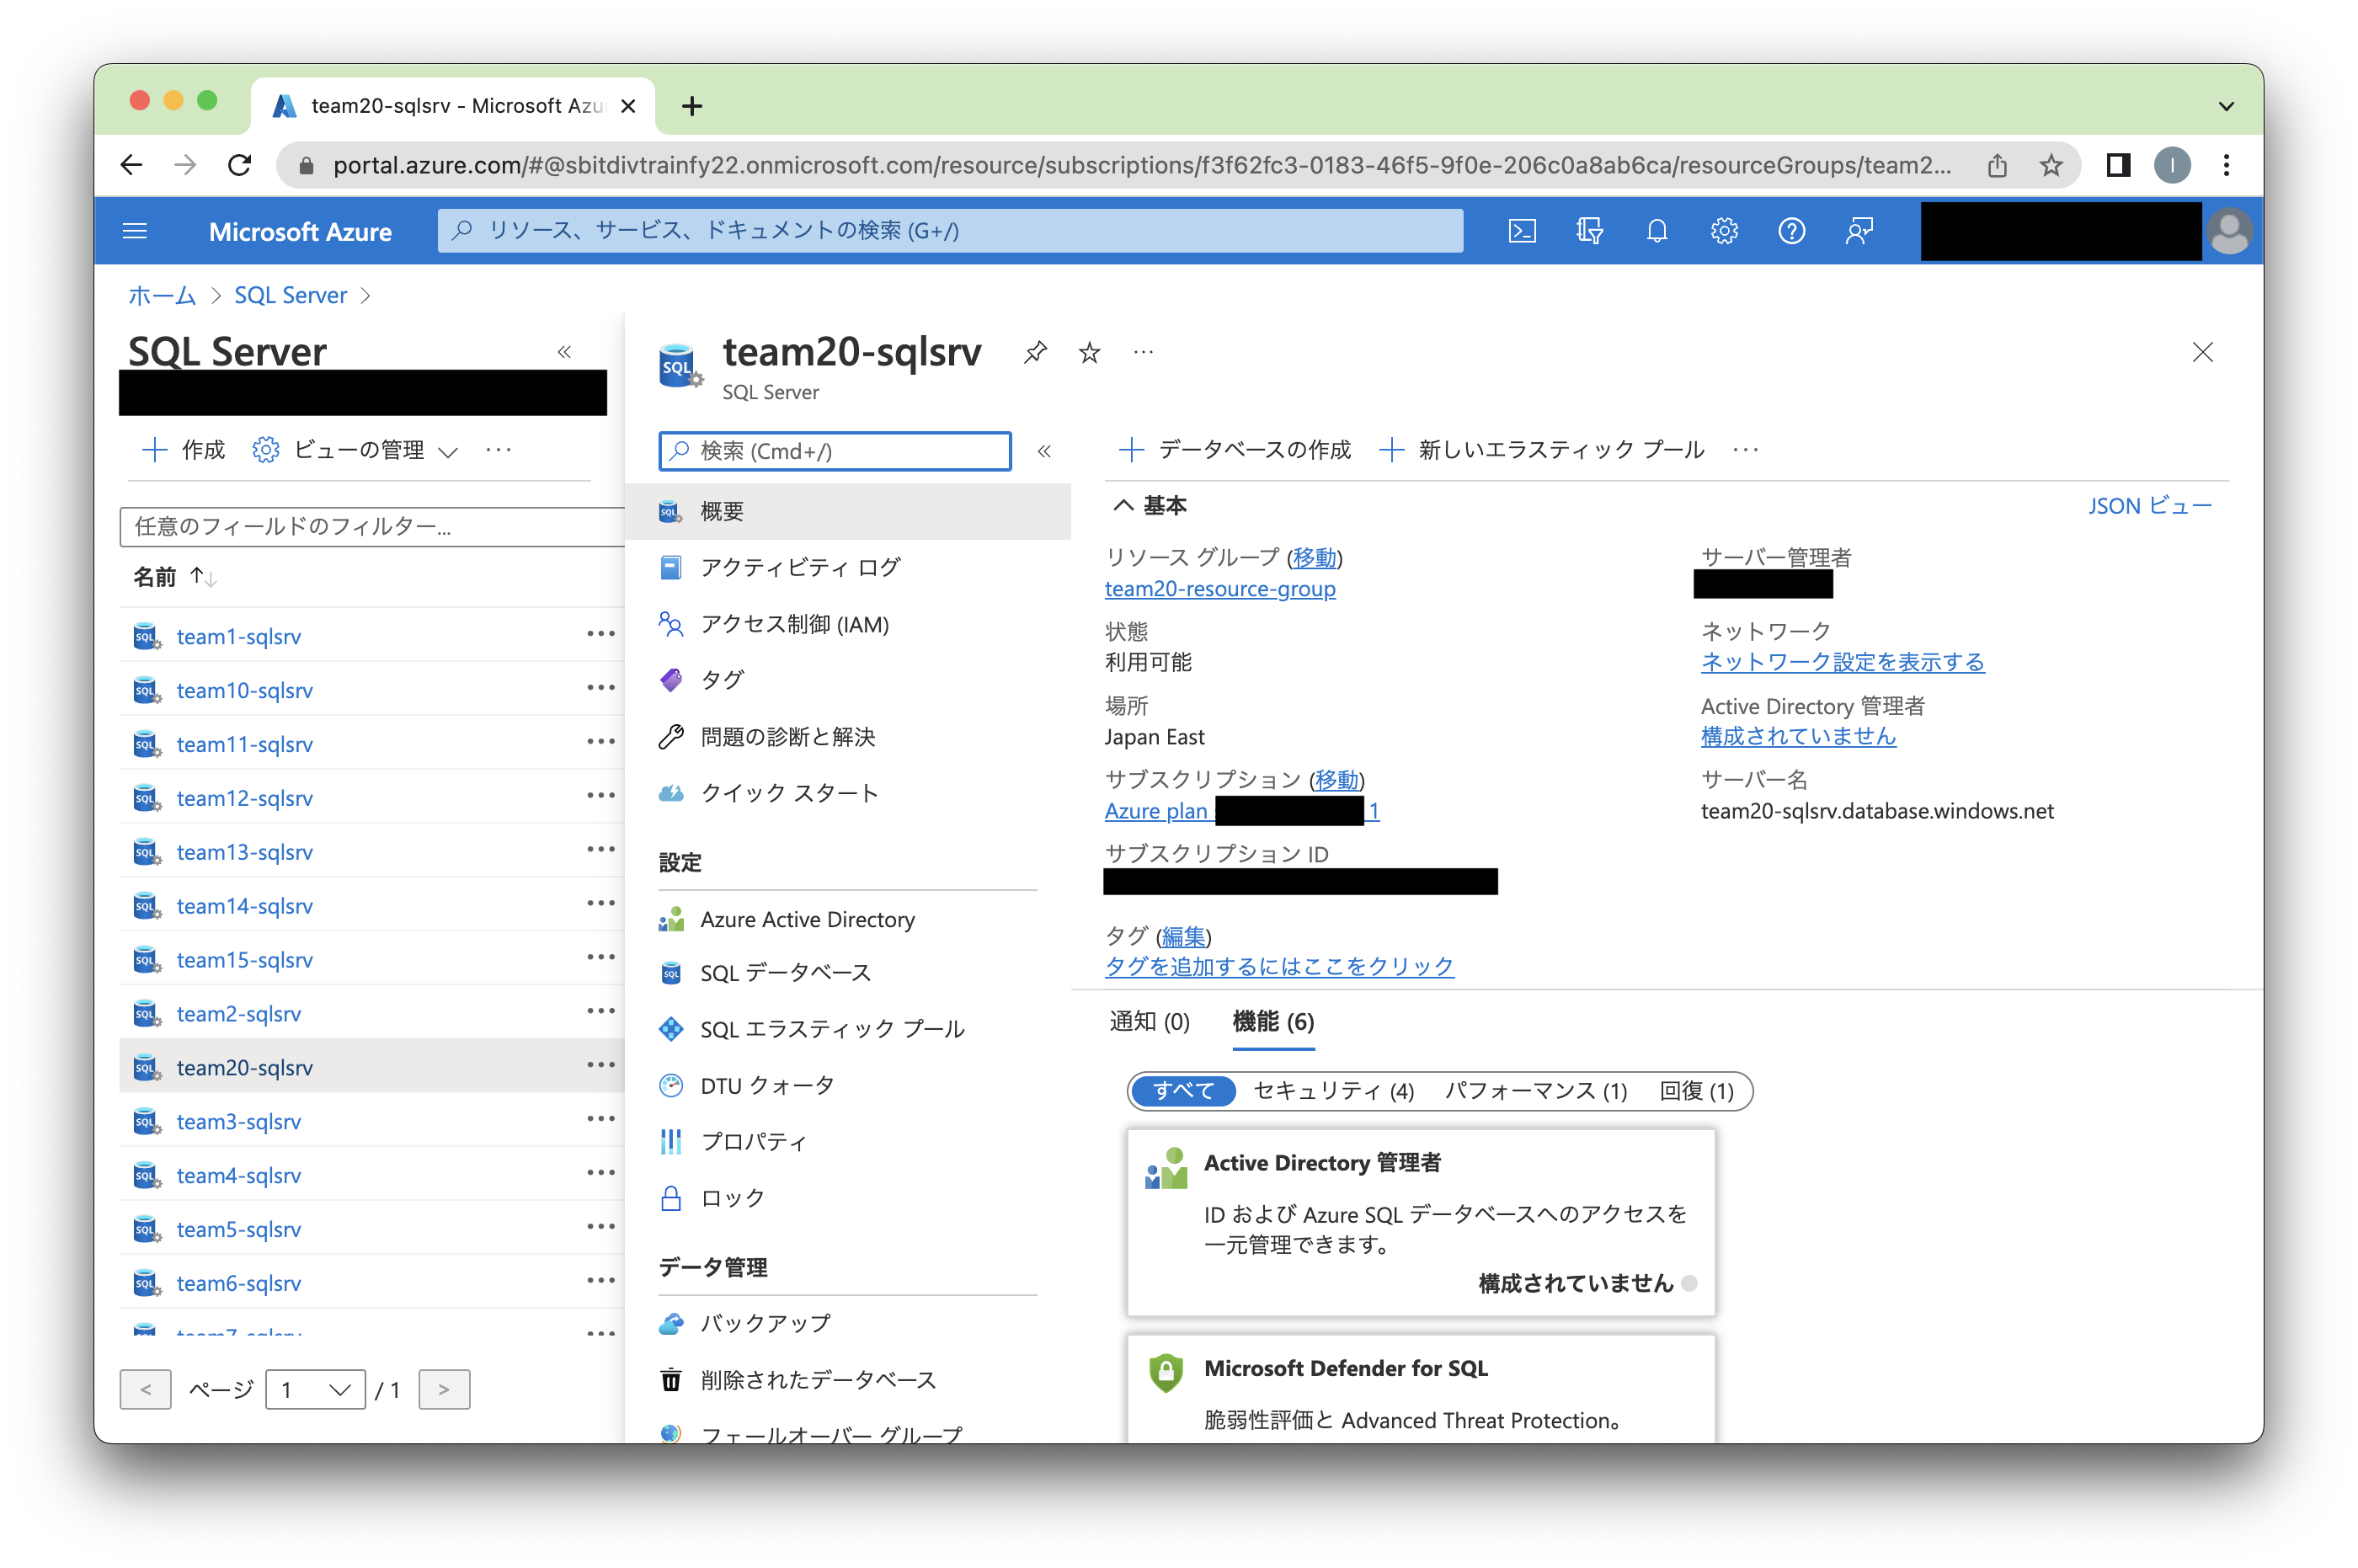 team20-sqlsrv - Microsoft Azu
portal.azure.com/#@sbitdivtrainfy22.onmicrosoft.com/resource/subscriptions/f3f62fc3-0183-46f5-9f0e-206c0a8ab6ca/resourceGroups/team2...
I
Microsoft Azure
リソース、サービス、ドキュメントの検索 (G+/)
ホーム > SQL Server >
SQL Server
«
+ 作成
ビューの管理
...
任意のフィールドのフィルター...
名前 ↑↓
team1-sqlsrv
team10-sqlsrv
team11-sqlsrv
team12-sqlsrv
team13-sqlsrv
team14-sqlsrv
team15-sqlsrv
team2-sqlsrv
team20-sqlsrv
team3-sqlsrv
team4-sqlsrv
team5-sqlsrv
team6-sqlsrv
team7-sqlsrv
< ページ 1 / 1 >
SQL
team20-sqlsrv
...
SQL Server
検索 (Cmd+/)
«
概要
アクティビティ ログ
アクセス制御 (IAM)
タグ
問題の診断と解決
クイック スタート
設定
Azure Active Directory
SQL データベース
SQL エラスティック プール
DTU クォータ
プロパティ
ロック
データ管理
バックアップ
削除されたデータベース
フェールオーバー グループ
+ データベースの作成
+ 新しいエラスティック プール
...
基本
JSON ビュー
リソース グループ (移動)
team20-resource-group
状態
利用可能
場所
Japan East
サブスクリプション (移動)
Azure plan 1
サブスクリプション ID
タグ (編集)
タグを追加するにはここをクリック
サーバー管理者
ネットワーク
ネットワーク設定を表示する
Active Directory 管理者
構成されていません
サーバー名
team20-sqlsrv.database.windows.net
通知 (0)
機能 (6)
すべて
セキュリティ (4)
パフォーマンス (1)
回復 (1)
Active Directory 管理者
ID および Azure SQL データベースへのアクセスを
一元管理できます。
構成されていません
Microsoft Defender for SQL
脆弱性評価と Advanced Threat Protection。